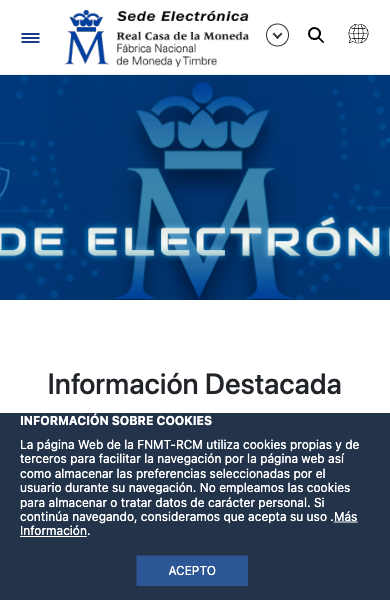 Sede Electrónica
Real Casa de la Moneda
Fábrica Nacional
de Moneda y Timbre
DE ELECTRÓN
Información Destacada
INFORMACIÓN SOBRE COOKIES
La página Web de la FNMT-RCM utiliza cookies propias y de
terceros para facilitar la navegación por la página web así
como almacenar las preferencias seleccionadas por el
usuario durante su navegación. No empleamos las cookies
para almacenar o tratar datos de carácter personal. Si
continúa navegando, consideramos que acepta su uso .Más
Información.
ACEPTO